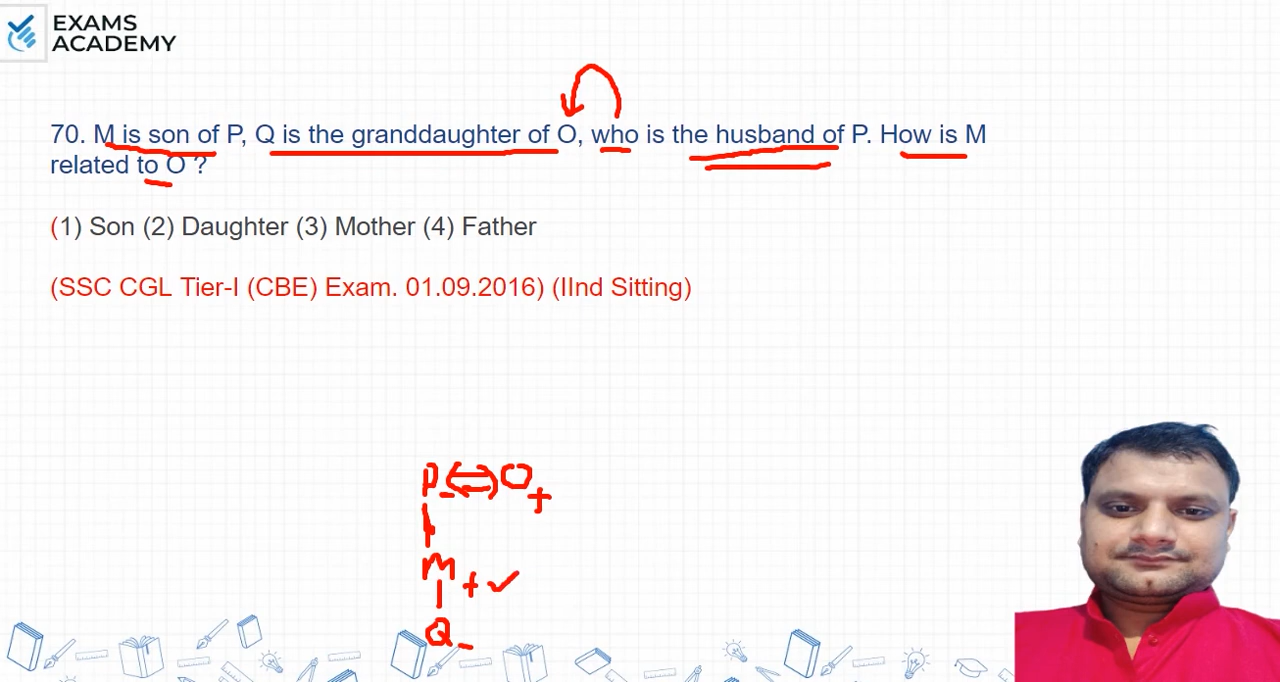 EXAMS
ACADEMY
70. M is son of P, Q is the granddaughter of O, who is the husband of P. How is M
related to O ?
(1) Son (2) Daughter (3) Mother (4) Father
(SSC CGL Tier-I (CBE) Exam. 01.09.2016) (IInd Sitting)
P - ⇔ O +
M + ✓
Q -